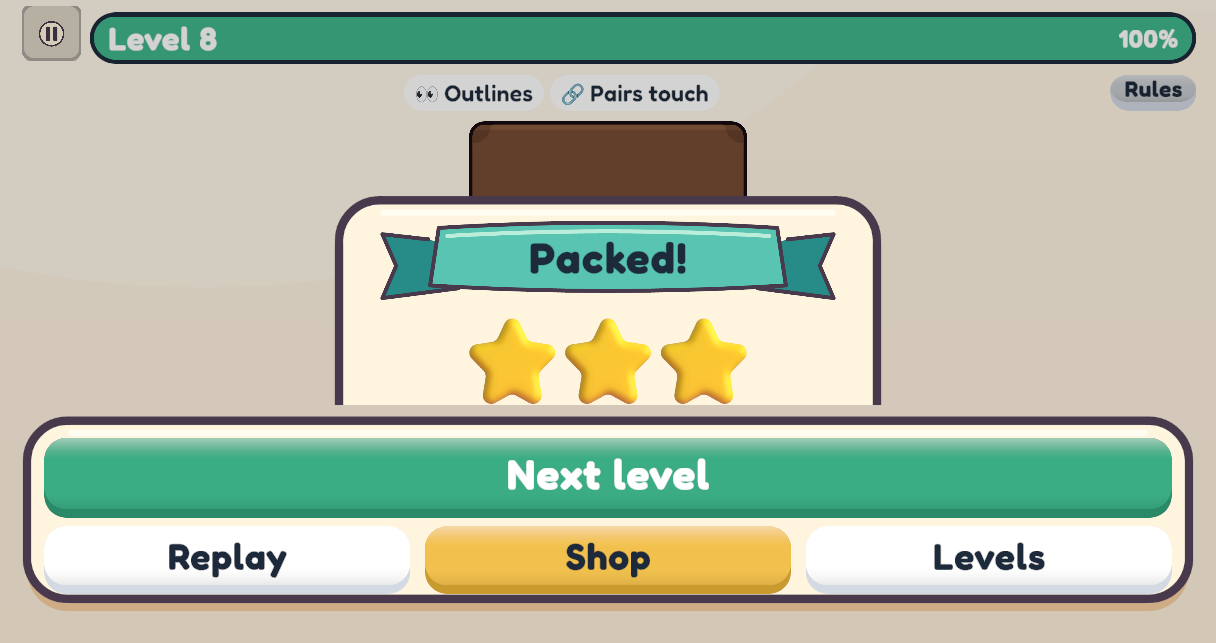 Level 8
100%
Outlines
Pairs touch
Rules
Packed!
Next level
Replay
Shop
Levels